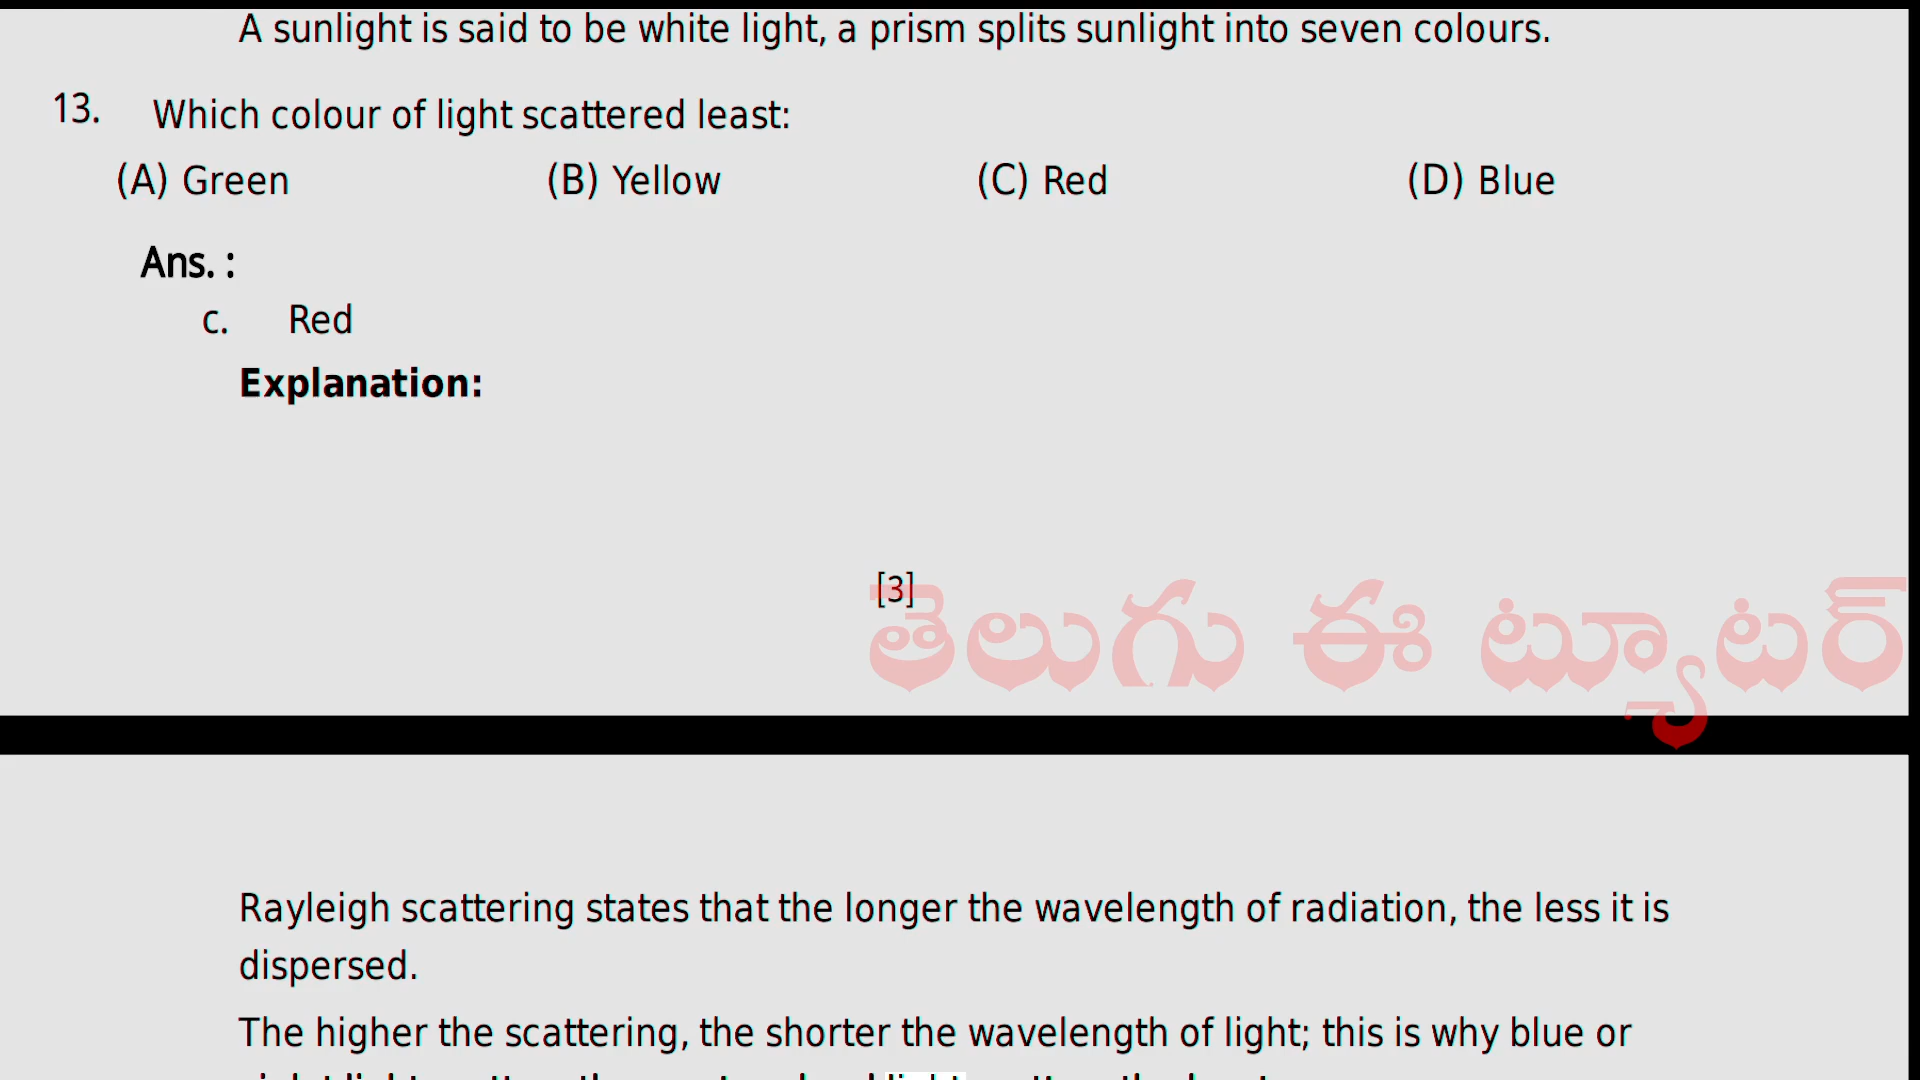 A sunlight is said to be white light, a prism splits sunlight into seven colours.
13. Which colour of light scattered least:
(A) Green (B) Yellow (C) Red (D) Blue
Ans. :
c. Red
Explanation:
[3]
తెలుగు ఈ ట్యూటర్
Rayleigh scattering states that the longer the wavelength of radiation, the less it is
dispersed.
The higher the scattering, the shorter the wavelength of light; this is why blue or